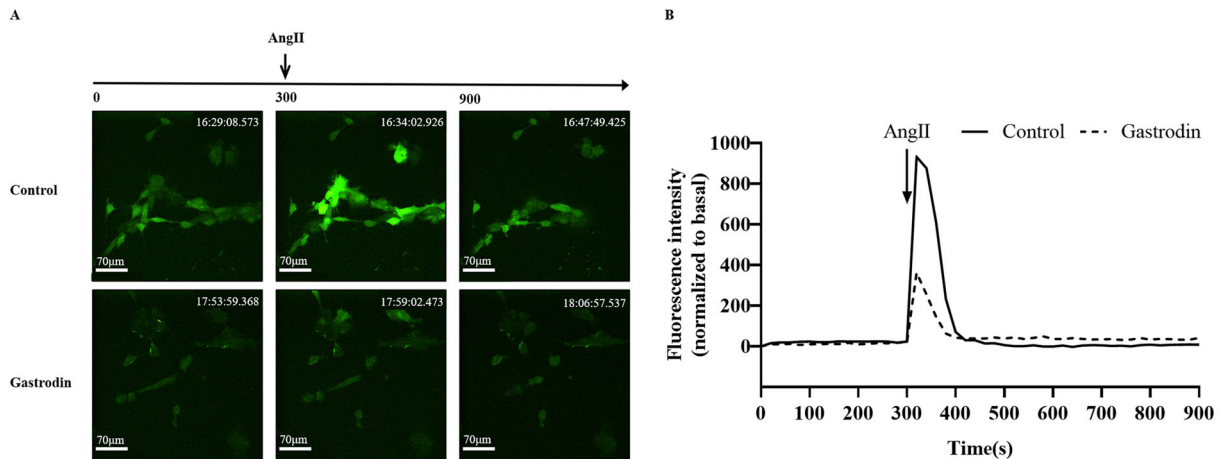 A
AngII
0 300 900
Control
16:29:08.573 16:34:02.926 16:47:49.425
70μm 70μm 70μm
Gastrodin
17:53:59.368 17:59:02.473 18:06:57.537
70μm 70μm 70μm
B
AngII Control Gastrodin
Fluorescence intensity
(normalized to basal)
1000
800
600
400
200
0
0 100 200 300 400 500 600 700 800 900
Time(s)